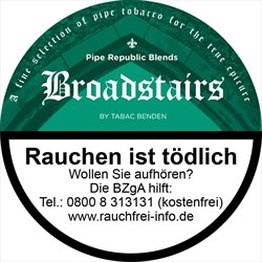 A fine selection of pipe tobacco for the true epicure
Pipe Republic Blends
Broadstairs
BY TABAC BENDEN
Rauchen ist tödlich
Wollen Sie aufhören?
Die BZgA hilft:
Tel.: 0800 8 313131 (kostenfrei)
www.rauchfrei-info.de